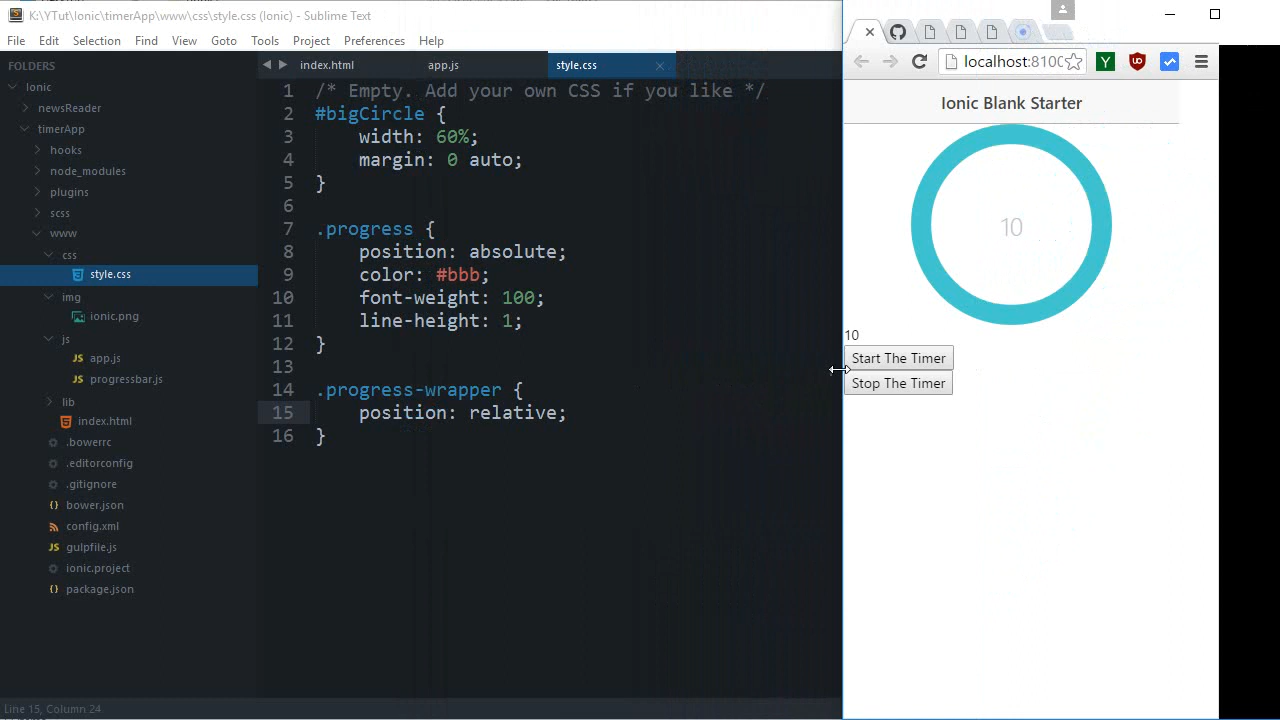 K:\YTut\Ionic\timerApp\www\css\style.css (Ionic) - Sublime Text
File Edit Selection Find View Goto Tools Project Preferences Help
FOLDERS
Ionic
newsReader
timerApp
hooks
node_modules
plugins
scss
www
css
style.css
img
ionic.png
js
app.js
progressbar.js
lib
index.html
.bowerrc
.editorconfig
.gitignore
bower.json
config.xml
gulpfile.js
ionic.project
package.json
index.html app.js style.css
1 /* Empty. Add your own CSS if you like */
2 #bigCircle {
3 width: 60%;
4 margin: 0 auto;
5 }
6
7 .progress {
8 position: absolute;
9 color: #bbb;
10 font-weight: 100;
11 line-height: 1;
12 }
13
14 .progress-wrapper {
15 position: relative;
16 }
Line 15, Column 24
localhost:8100
Ionic Blank Starter
10
10
Start The Timer
Stop The Timer